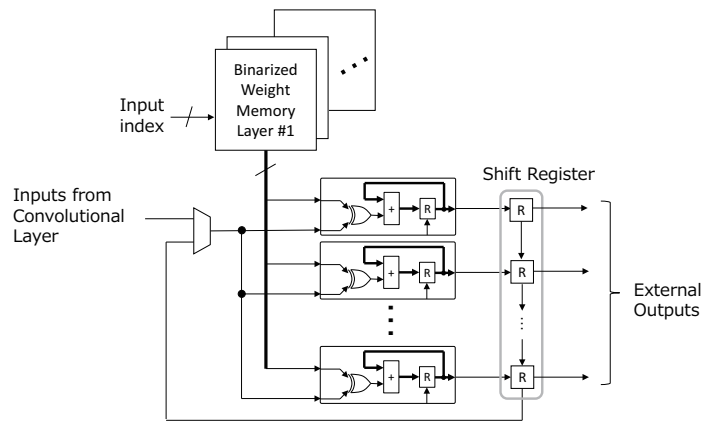 Binarized
Weight
Memory
Layer #1
Input
index
Inputs from
Convolutional
Layer
Shift Register
+
R
R
+
R
R
+
R
R
External
Outputs